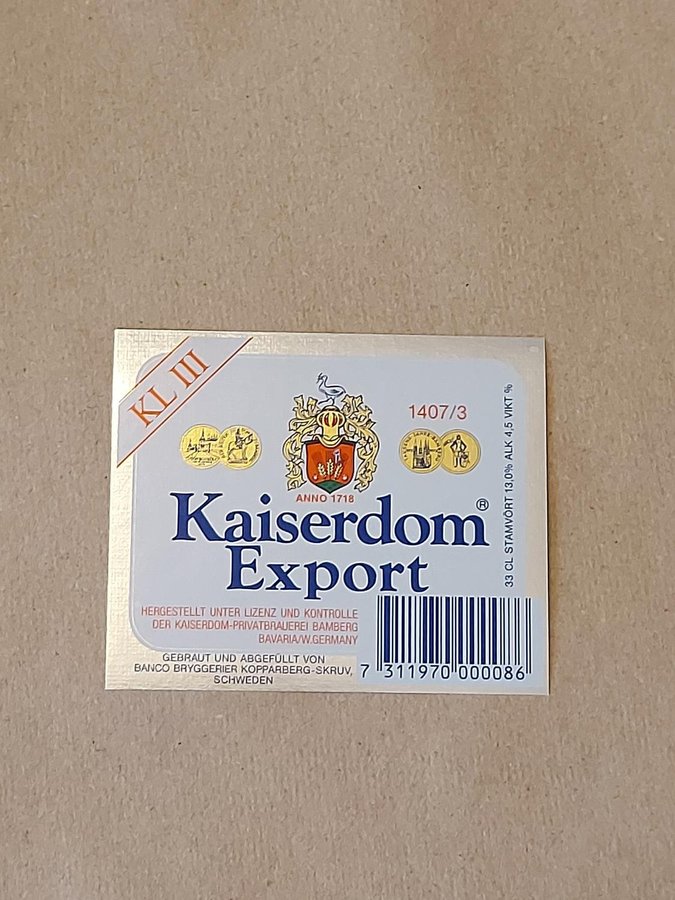 KL III
1407/3
ANNO 1718
Kaiserdom®
Export
33 CL STAMVÖRT 13,0% ALK 4,5 VIKT %
HERGESTELLT UNTER LIZENZ UND KONTROLLE
DER KAISERDOM-PRIVATBRAUEREI BAMBERG
BAVARIA/W.GERMANY
GEBRAUT UND ABGEFÜLLT VON
BANCO BRYGGERIER KOPPARBERG-SKRUV,
SCHWEDEN
7 311970 000086